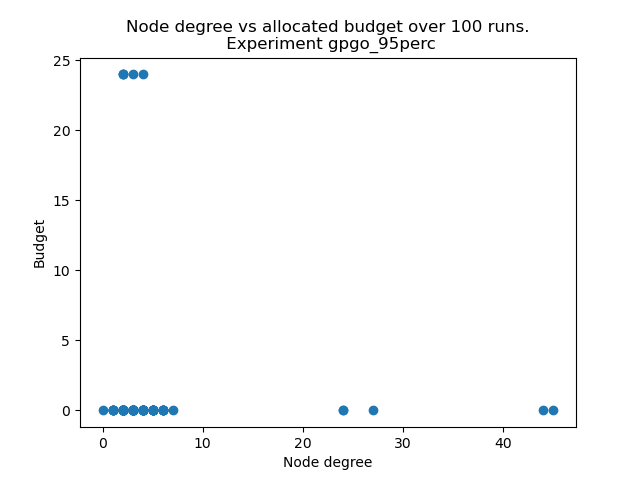 Node degree vs allocated budget over 100 runs.
Experiment gpgo_95perc
25
20
15
10
5
0
Budget
0 10 20 30 40
Node degree